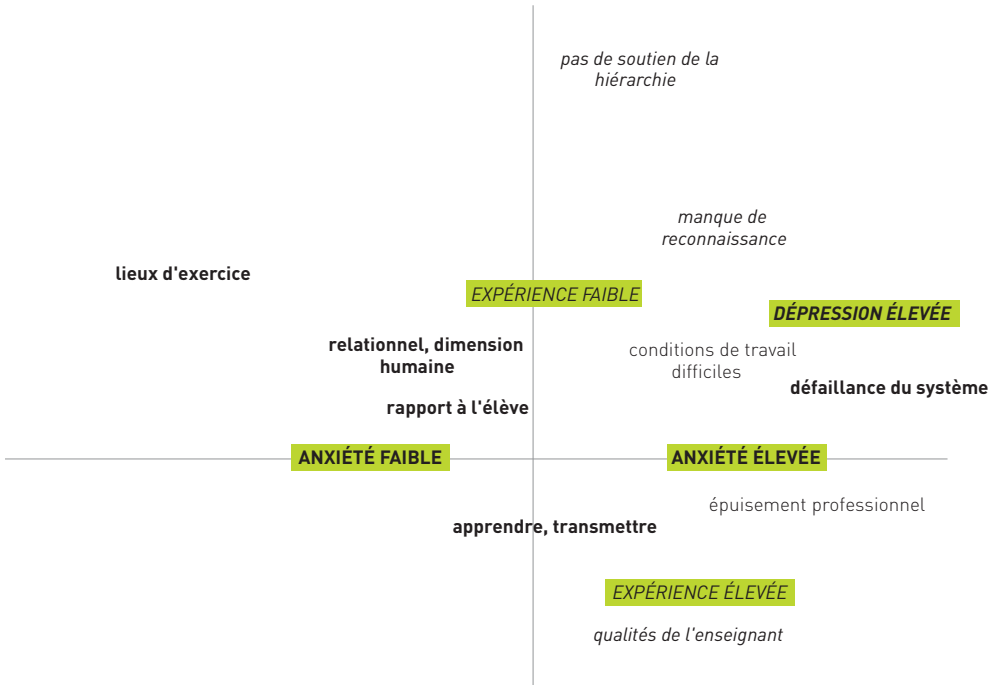 pas de soutien de la
hiérarchie
manque de
reconnaissance
lieux d'exercice
EXPÉRIENCE FAIBLE
DÉPRESSION ÉLEVÉE
relationnel, dimension
humaine
conditions de travail
difficiles
défaillance du système
rapport à l'élève
ANXIÉTÉ FAIBLE
ANXIÉTÉ ÉLEVÉE
épuisement professionnel
apprendre, transmettre
EXPÉRIENCE ÉLEVÉE
qualités de l'enseignant